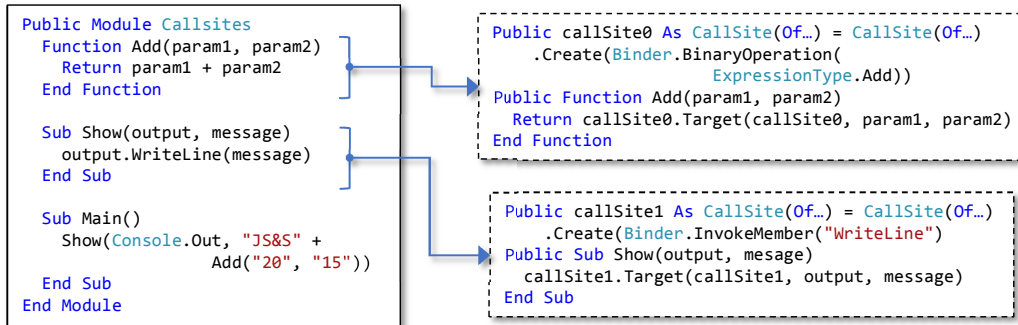 Public Module Callsites
Function Add(param1, param2)
Return param1 + param2
End Function
Sub Show(output, message)
output.WriteLine(message)
End Sub
Sub Main()
Show(Console.Out, "JS&S" +
Add("20", "15"))
End Sub
End Module
Public callSite0 As CallSite(Of…) = CallSite(Of…)
.Create(Binder.BinaryOperation(
ExpressionType.Add))
Public Function Add(param1, param2)
Return callSite0.Target(callSite0, param1, param2)
End Function
Public callSite1 As CallSite(Of…) = CallSite(Of…)
.Create(Binder.InvokeMember("WriteLine")
Public Sub Show(output, mesage)
callSite1.Target(callSite1, output, message)
End Sub